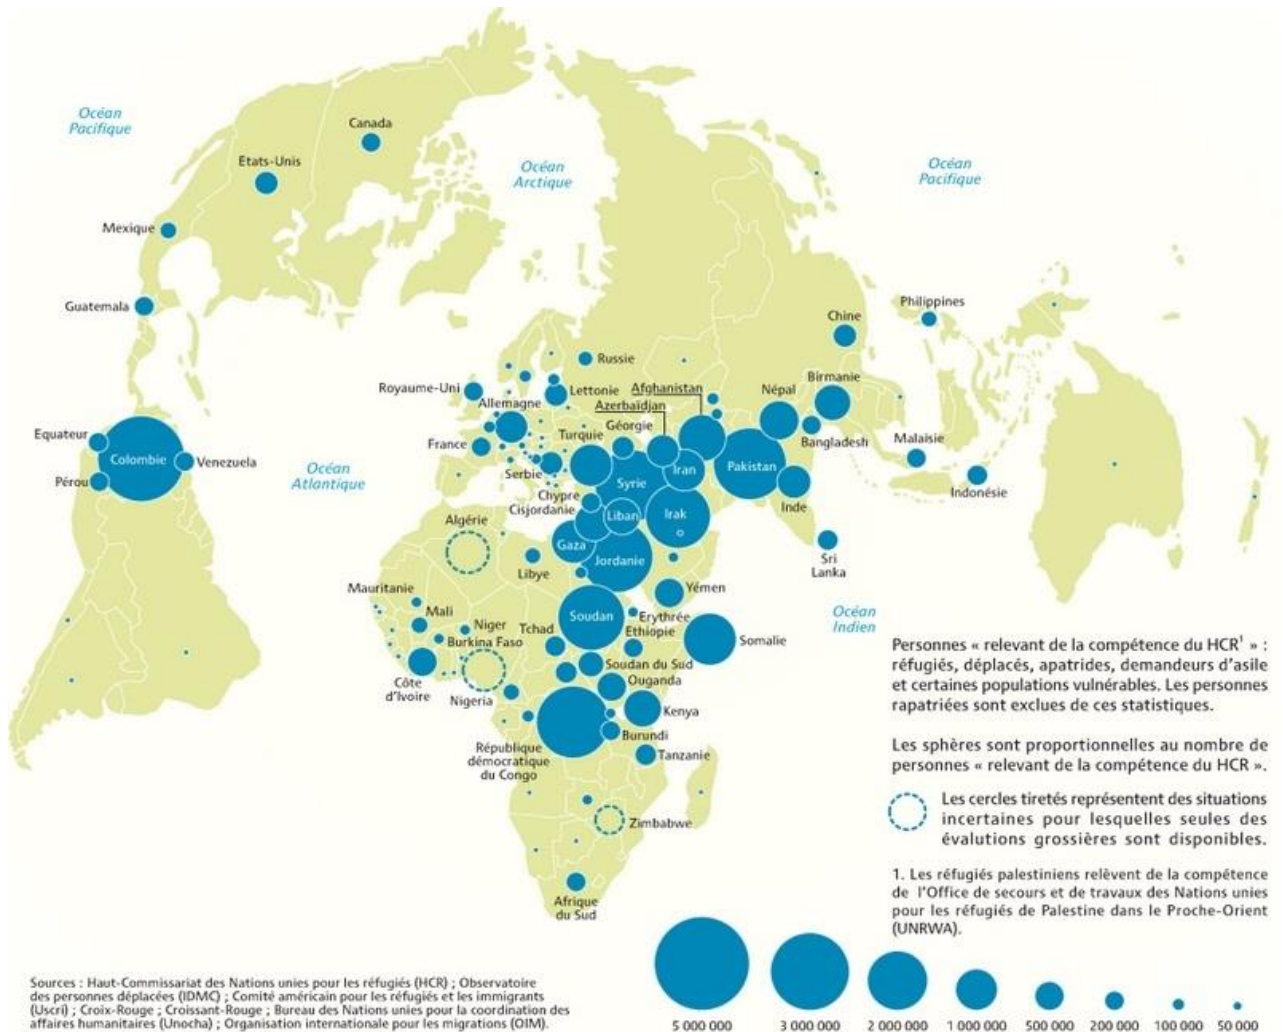 Océan
Pacifique
Canada
Etats-Unis
Océan
Arctique
Océan
Pacifique
Mexique
Guatemala
Philippines
Chine
Russie
Birmanie
Royaume-Uni
Lettonie
Afghanistan
Népal
Allemagne
Azerbaïdjan
Géorgie
Equateur
France
Turquie
Bangladesh
Malaisie
Colombie
Venezuela
Océan
Atlantique
Iran
Pakistan
Pérou
Serbie
Syrie
Indonésie
Chypre
Cisjordanie
Inde
Algérie
Liban
Irak
Gaza
Jordanie
Libye
Sri
Lanka
Mauritanie
Yémen
Mali
Soudan
Erythrée
Océan
Indien
Niger
Tchad
Ethiopie
Burkina Faso
Somalie
Soudan du Sud
Côte
d'Ivoire
Nigeria
Ouganda
Kenya
République
démocratique
du Congo
Burundi
Tanzanie
Zimbabwe
Afrique
du Sud
Personnes « relevant de la compétence du HCR¹ » :
réfugiés, déplacés, apatrides, demandeurs d'asile
et certaines populations vulnérables. Les personnes
rapatriées sont exclues de ces statistiques.
Les sphères sont proportionnelles au nombre de
personnes « relevant de la compétence du HCR ».
Les cercles tiretés représentent des situations
incertaines pour lesquelles seules des
évalutions grossières sont disponibles.
1. Les réfugiés palestiniens relèvent de la compétence
de l'Office de secours et de travaux des Nations unies
pour les réfugiés de Palestine dans le Proche-Orient
(UNRWA).
Sources : Haut-Commissariat des Nations unies pour les réfugiés (HCR) ; Observatoire
des personnes déplacées (IDMC) ; Comité américain pour les réfugiés et les immigrants
(Uscri) ; Croix-Rouge ; Croissant-Rouge ; Bureau des Nations unies pour la coordination des
affaires humanitaires (Unocha) ; Organisation internationale pour les migrations (OIM).
5 000 000 3 000 000 2 000 000 1 000 000 500 000 200 000 100 000 50 000